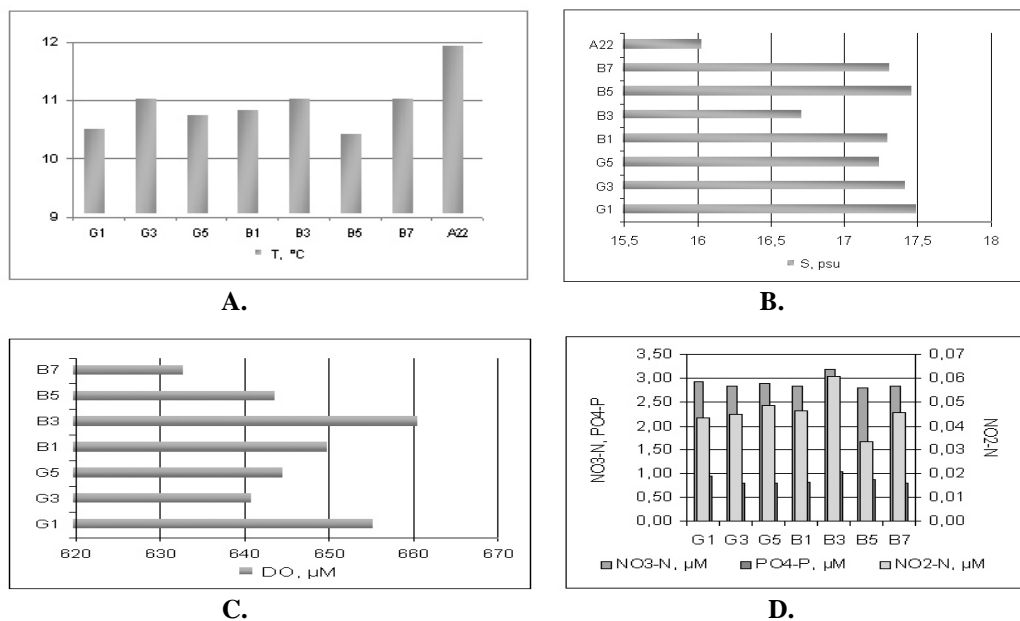 12
11
10
9
G1 G3 G5 B1 B3 B5 B7 A22
T, °C
A.
A22
B7
B5
B3
B1
G5
G3
G1
15,5 16 16,5 17 17,5 18
S, psu
B.
B7
B5
B3
B1
G5
G3
G1
620 630 640 650 660 670
DO, µM
C.
NO3-N, PO4-P
3,50
3,00
2,50
2,00
1,50
1,00
0,50
0,00
0,07
0,06
0,05
0,04
0,03
0,02
0,01
0,00
NO2-N
G1 G3 G5 B1 B3 B5 B7
NO3-N, µM PO4-P, µM NO2-N, µM
D.